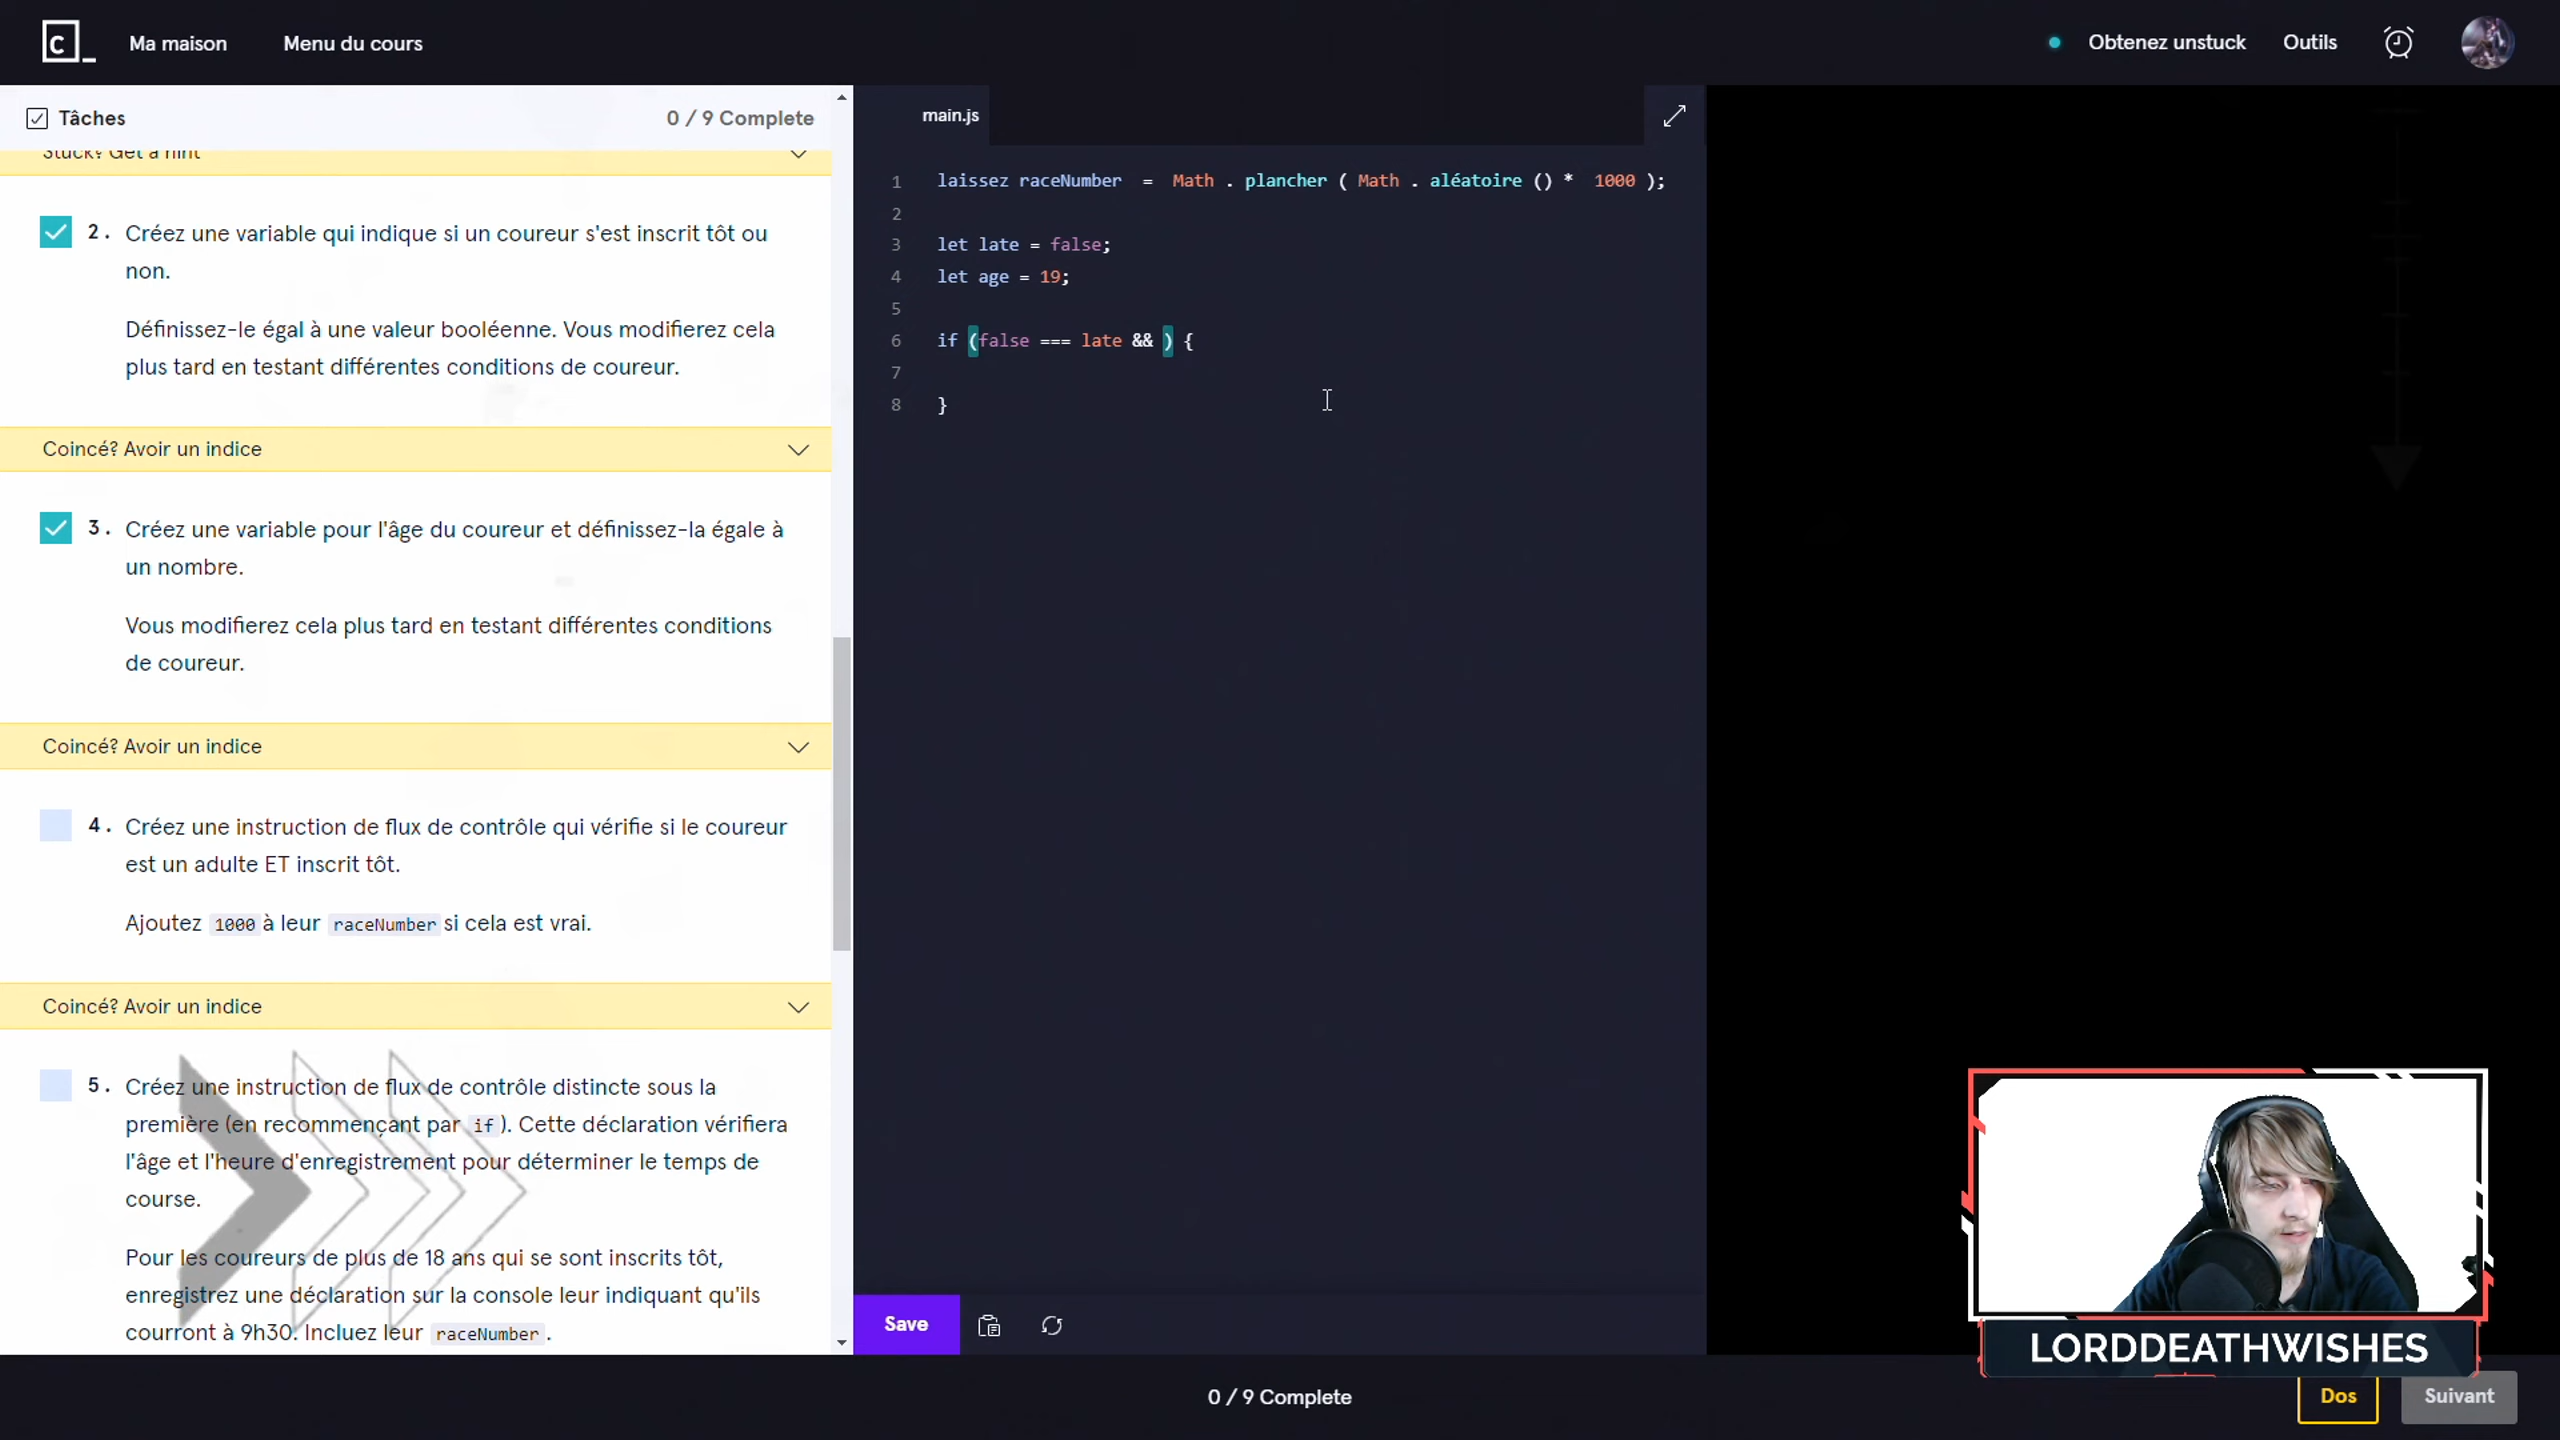 C_
Ma maison
Menu du cours
Obtenez unstuck
Outils
Tâches
0 / 9 Complete
Stuck? Get a hint
2. Créez une variable qui indique si un coureur s'est inscrit tôt ou
non.
Définissez-le égal à une valeur booléenne. Vous modifierez cela
plus tard en testant différentes conditions de coureur.
Coincé? Avoir un indice
3. Créez une variable pour l'âge du coureur et définissez-la égale à
un nombre.
Vous modifierez cela plus tard en testant différentes conditions
de coureur.
Coincé? Avoir un indice
4. Créez une instruction de flux de contrôle qui vérifie si le coureur
est un adulte ET inscrit tôt.
Ajoutez 1000 à leur raceNumber si cela est vrai.
Coincé? Avoir un indice
5. Créez une instruction de flux de contrôle distincte sous la
première (en recommençant par if ). Cette déclaration vérifiera
l'âge et l'heure d'enregistrement pour déterminer le temps de
course.
Pour les coureurs de plus de 18 ans qui se sont inscrits tôt,
enregistrez une déclaration sur la console leur indiquant qu'ils
courront à 9h30. Incluez leur raceNumber .
main.js
1 laissez raceNumber = Math . plancher ( Math . aléatoire () * 1000 );
2
3 let late = false;
4 let age = 19;
5
6 if (false === late && ) {
7
8 }
Save
0 / 9 Complete
LORDDEATHWISHES
Dos
Suivant